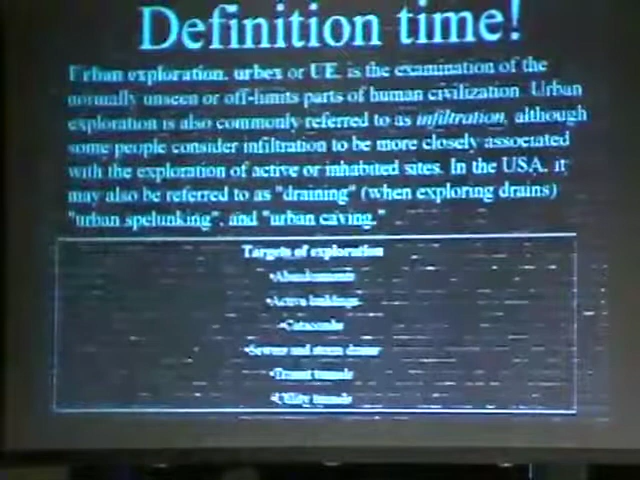 Definition time!
Urban exploration, urbex or UE, is the examination of the
normally unseen or off-limits parts of human civilization. Urban
exploration is also commonly referred to as infiltration, although
some people consider infiltration to be more closely associated
with the exploration of active or inhabited sites. In the USA, it
may also be referred to as "draining" (when exploring drains)
"urban spelunking", and "urban caving."
Targets of exploration
•Abandonments
•Active buildings
•Catacombs
•Sewers and storm drains
•Transit tunnels
•Utility tunnels